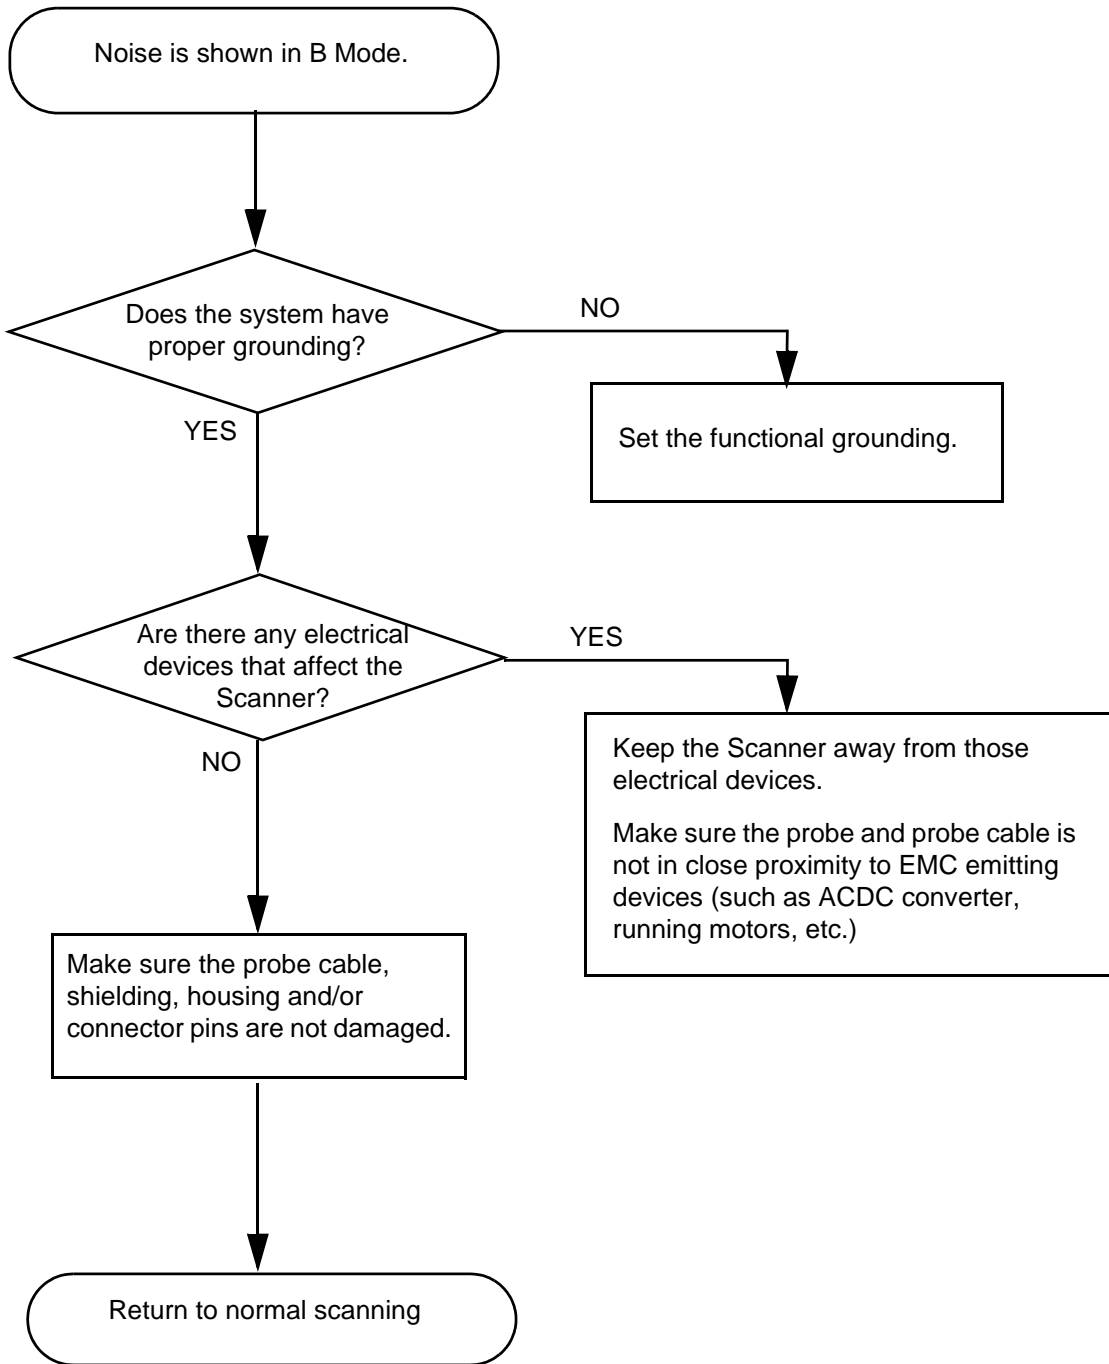 Noise is shown in B Mode.
Does the system have
proper grounding?
NO
Set the functional grounding.
YES
Are there any electrical
devices that affect the
Scanner?
YES
Keep the Scanner away from those
electrical devices.
Make sure the probe and probe cable is
not in close proximity to EMC emitting
devices (such as ACDC converter,
running motors, etc.)
NO
Make sure the probe cable,
shielding, housing and/or
connector pins are not damaged.
Return to normal scanning